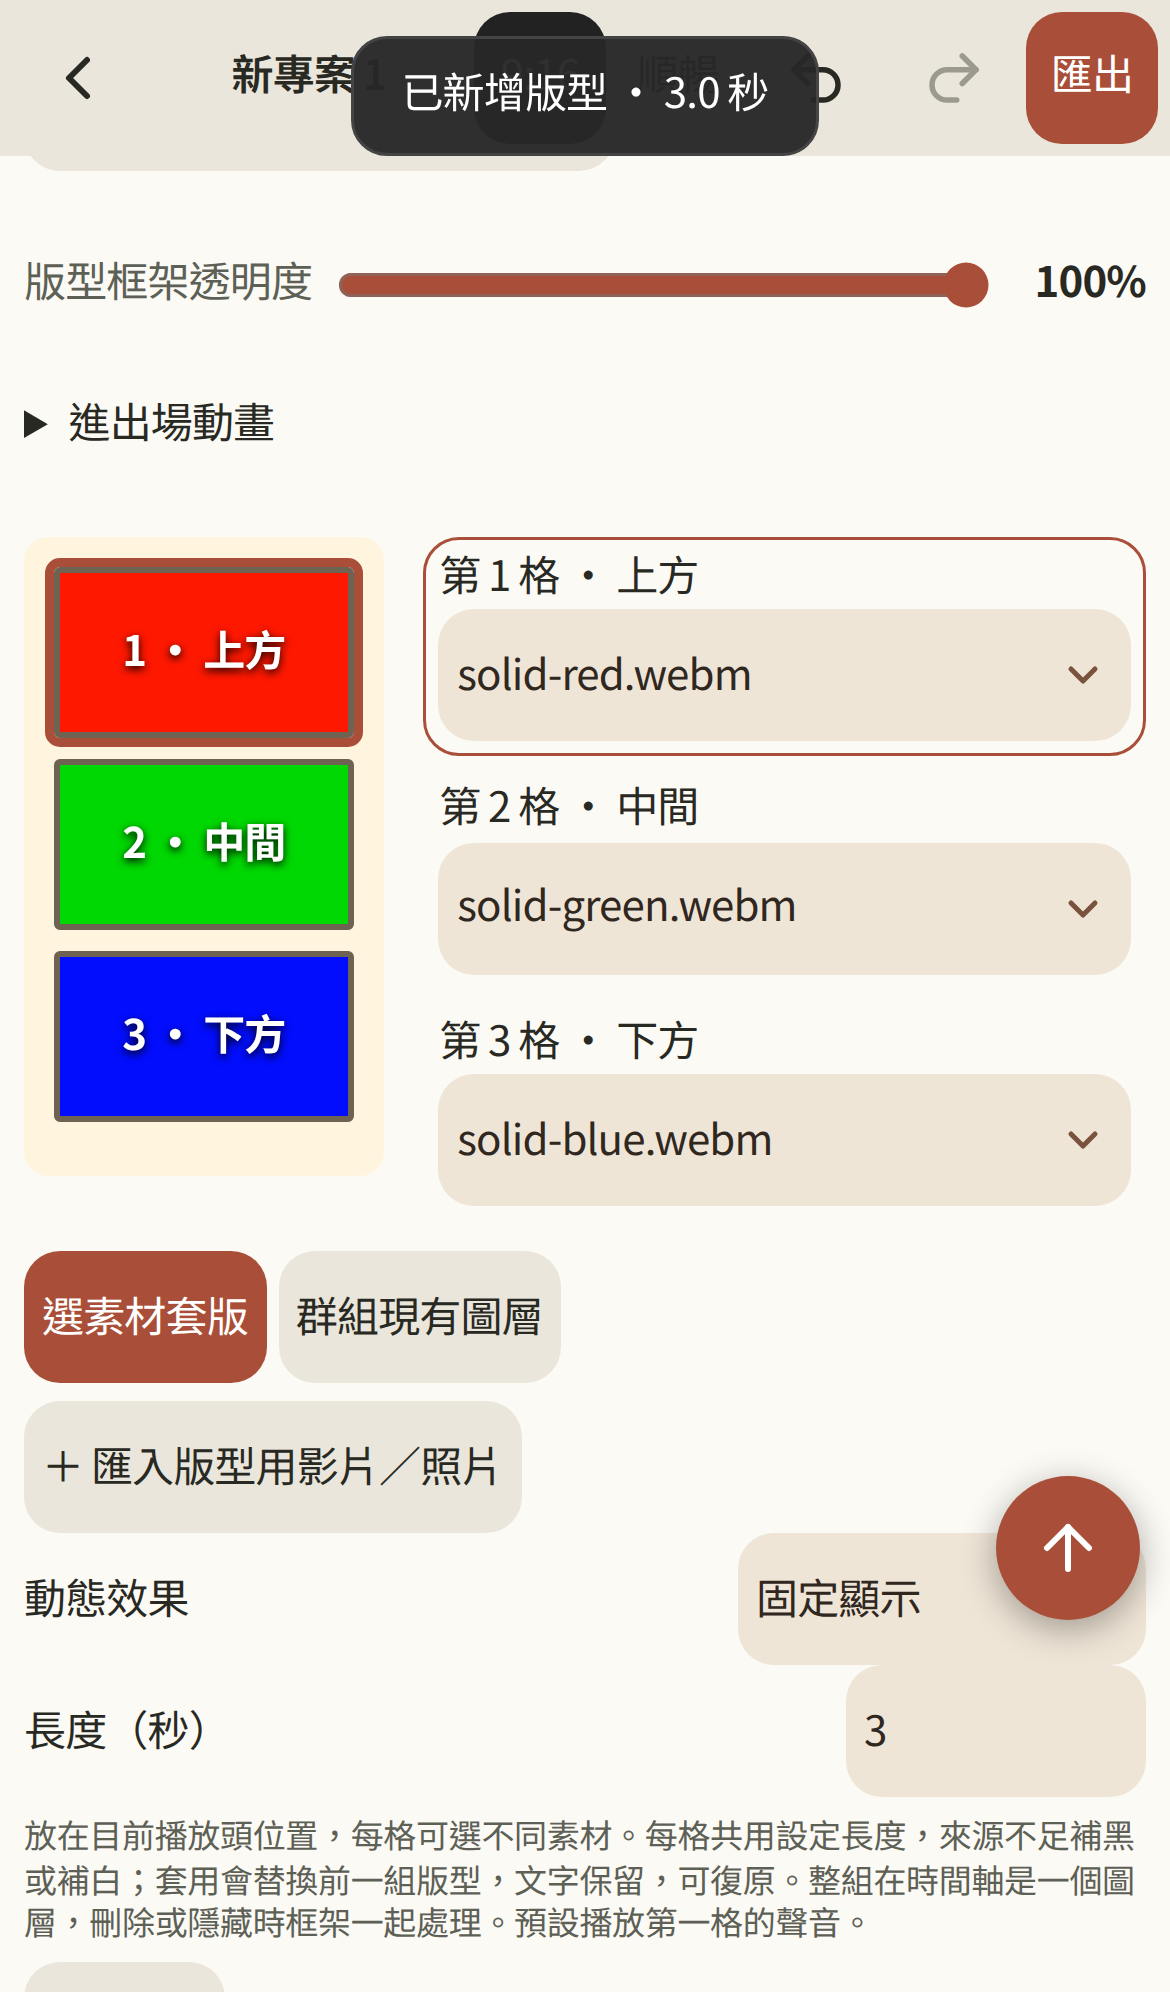 新專案 1
已新增版型・3.0 秒
匯出
版型框架透明度
100%
▶ 進出場動畫
1・上方
2・中間
3・下方
第 1 格・上方
solid-red.webm
第 2 格・中間
solid-green.webm
第 3 格・下方
solid-blue.webm
選素材套版
群組現有圖層
＋ 匯入版型用影片／照片
動態效果
固定顯示
長度（秒）
3
放在目前播放頭位置，每格可選不同素材。每格共用設定長度，來源不足補黑
或補白；套用會替換前一組版型，文字保留，可復原。整組在時間軸是一個圖
層，刪除或隱藏時框架一起處理。預設播放第一格的聲音。